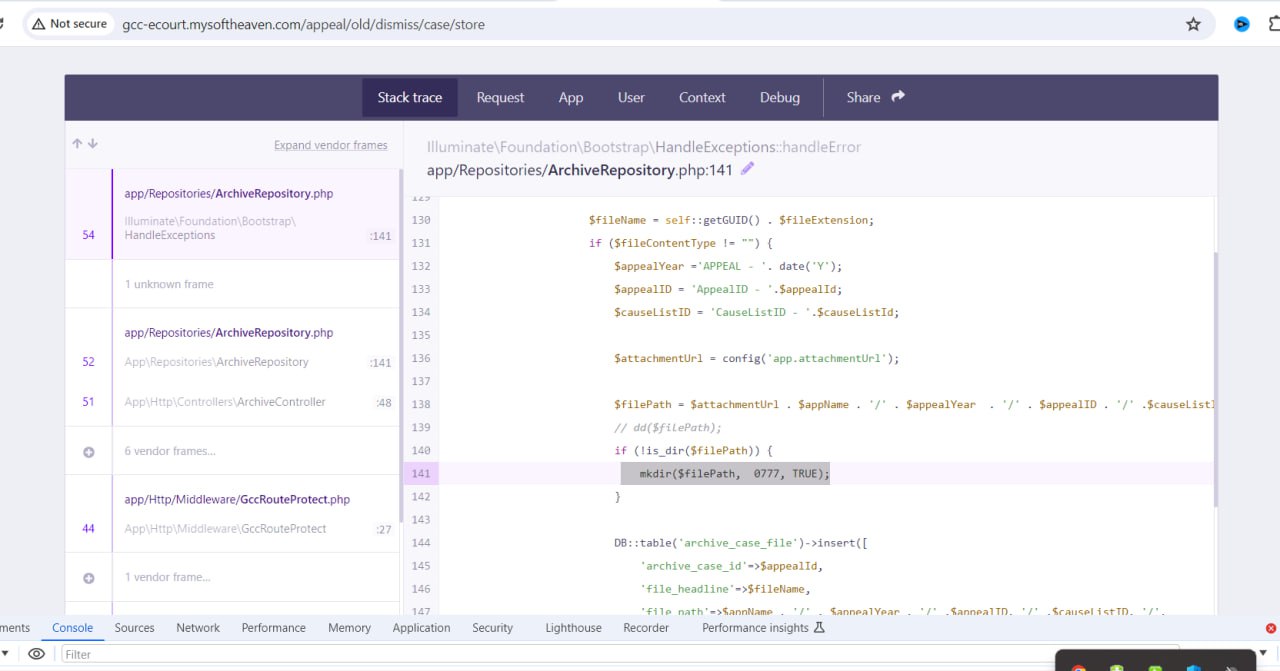 Not secure gcc-ecourt.mysoftheaven.com/appeal/old/dismiss/case/store
Stack trace Request App User Context Debug Share
Expand vendor frames
app/Repositories/ArchiveRepository.php
Illuminate\Foundation\Bootstrap\
54 HandleExceptions :141
1 unknown frame
app/Repositories/ArchiveRepository.php
52 App\Repositories\ArchiveRepository :141
51 App\Http\Controllers\ArchiveController :48
6 vendor frames…
app/Http/Middleware/GccRouteProtect.php
44 App\Http\Middleware\GccRouteProtect :27
1 vendor frame…
Illuminate\Foundation\Bootstrap\HandleExceptions::handleError
app/Repositories/ArchiveRepository.php:141
129
130 $fileName = self::getGUID() . $fileExtension;
131 if ($fileContentType != "") {
132 $appealYear ='APPEAL - '. date('Y');
133 $appealID = 'AppealID - '.$appealId;
134 $causeListID = 'CauseListID - '.$causeListId;
135
136 $attachmentUrl = config('app.attachmentUrl');
137
138 $filePath = $attachmentUrl . $appName . '/' . $appealYear  . '/' . $appealID . '/' .$causeListI
139 // dd($filePath);
140 if (!is_dir($filePath)) {
141 mkdir($filePath,  0777, TRUE);
142 }
143
144 DB::table('archive_case_file')->insert([
145 'archive_case_id'=>$appealId,
146 'file_headline'=>$fileName,
147 'file_path'=>$appName . '/' . $appealYear . '/' .$appealID. '/' .$causeListID. '/',
ments Console Sources Network Performance Memory Application Security Lighthouse Recorder Performance insights
Filter